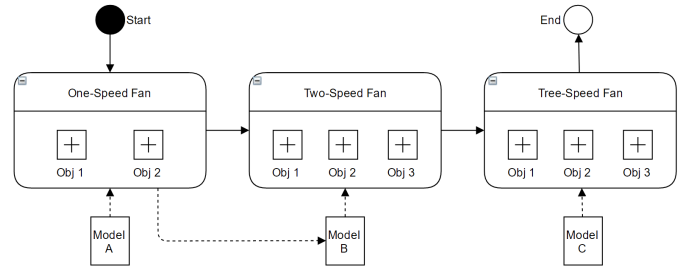 Start
End
One-Speed Fan
Two-Speed Fan
Tree-Speed Fan
Obj 1
Obj 2
Obj 1
Obj 2
Obj 3
Obj 1
Obj 2
Obj 3
Model
A
Model
B
Model
C